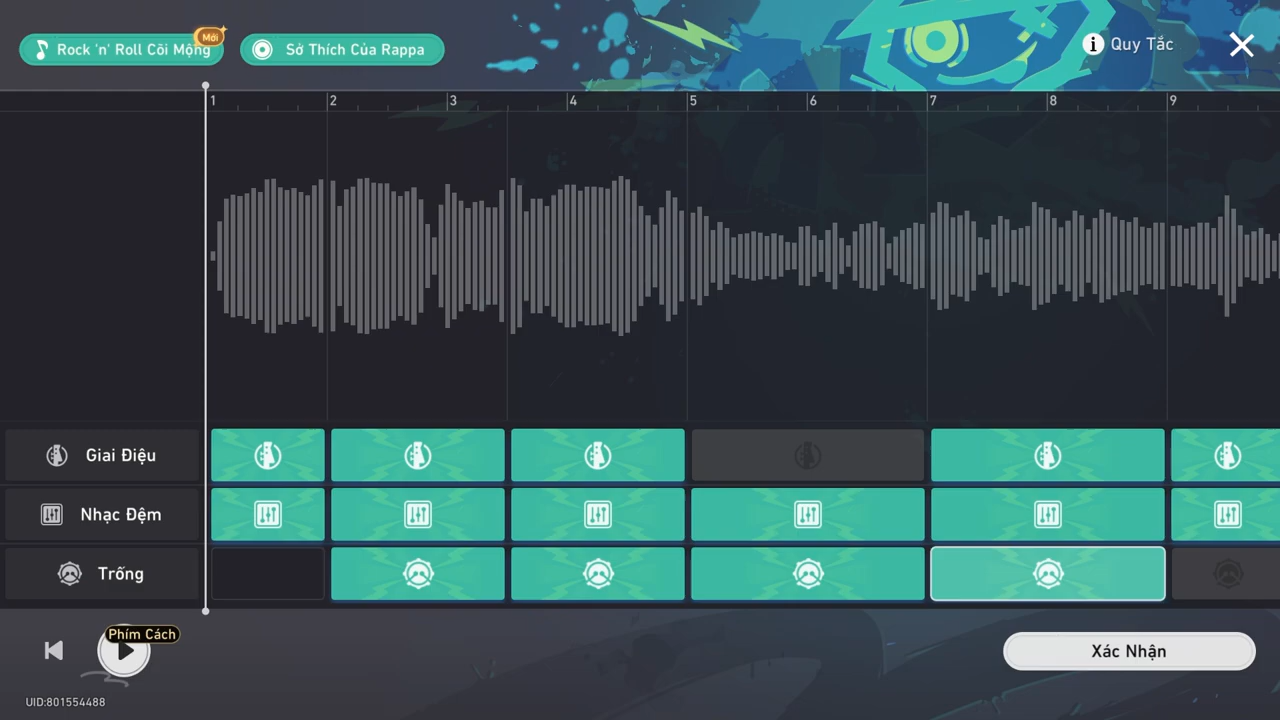 Rock 'n' Roll Cõi Mộng
Mới
Sở Thích Của Rappa
Quy Tắc
1 2 3 4 5 6 7 8 9
Giai Điệu
Nhạc Đệm
Trống
Phím Cách
Xác Nhận
UID:801554488